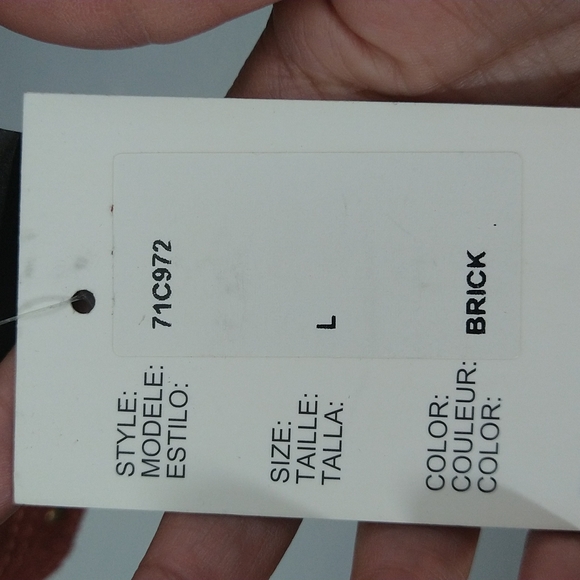 STYLE:
MODELE: 71C972
ESTILO:
SIZE:
TAILLE:
TALLA: L
COLOR:
COULEUR: BRICK
COLOR: